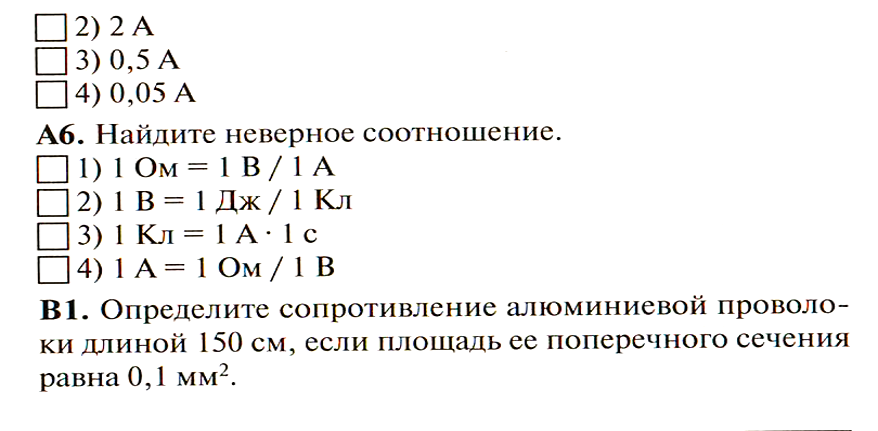 2) 2 А
3) 0,5 А
4) 0,05 А
А6. Найдите неверное соотношение.
1) 1 Ом = 1 В / 1 А
2) 1 В = 1 Дж / 1 Кл
3) 1 Кл = 1 А · 1 с
4) 1 А = 1 Ом / 1 В
В1. Определите сопротивление алюминиевой проволо-
ки длиной 150 см, если площадь ее поперечного сечения
равна 0,1 мм².